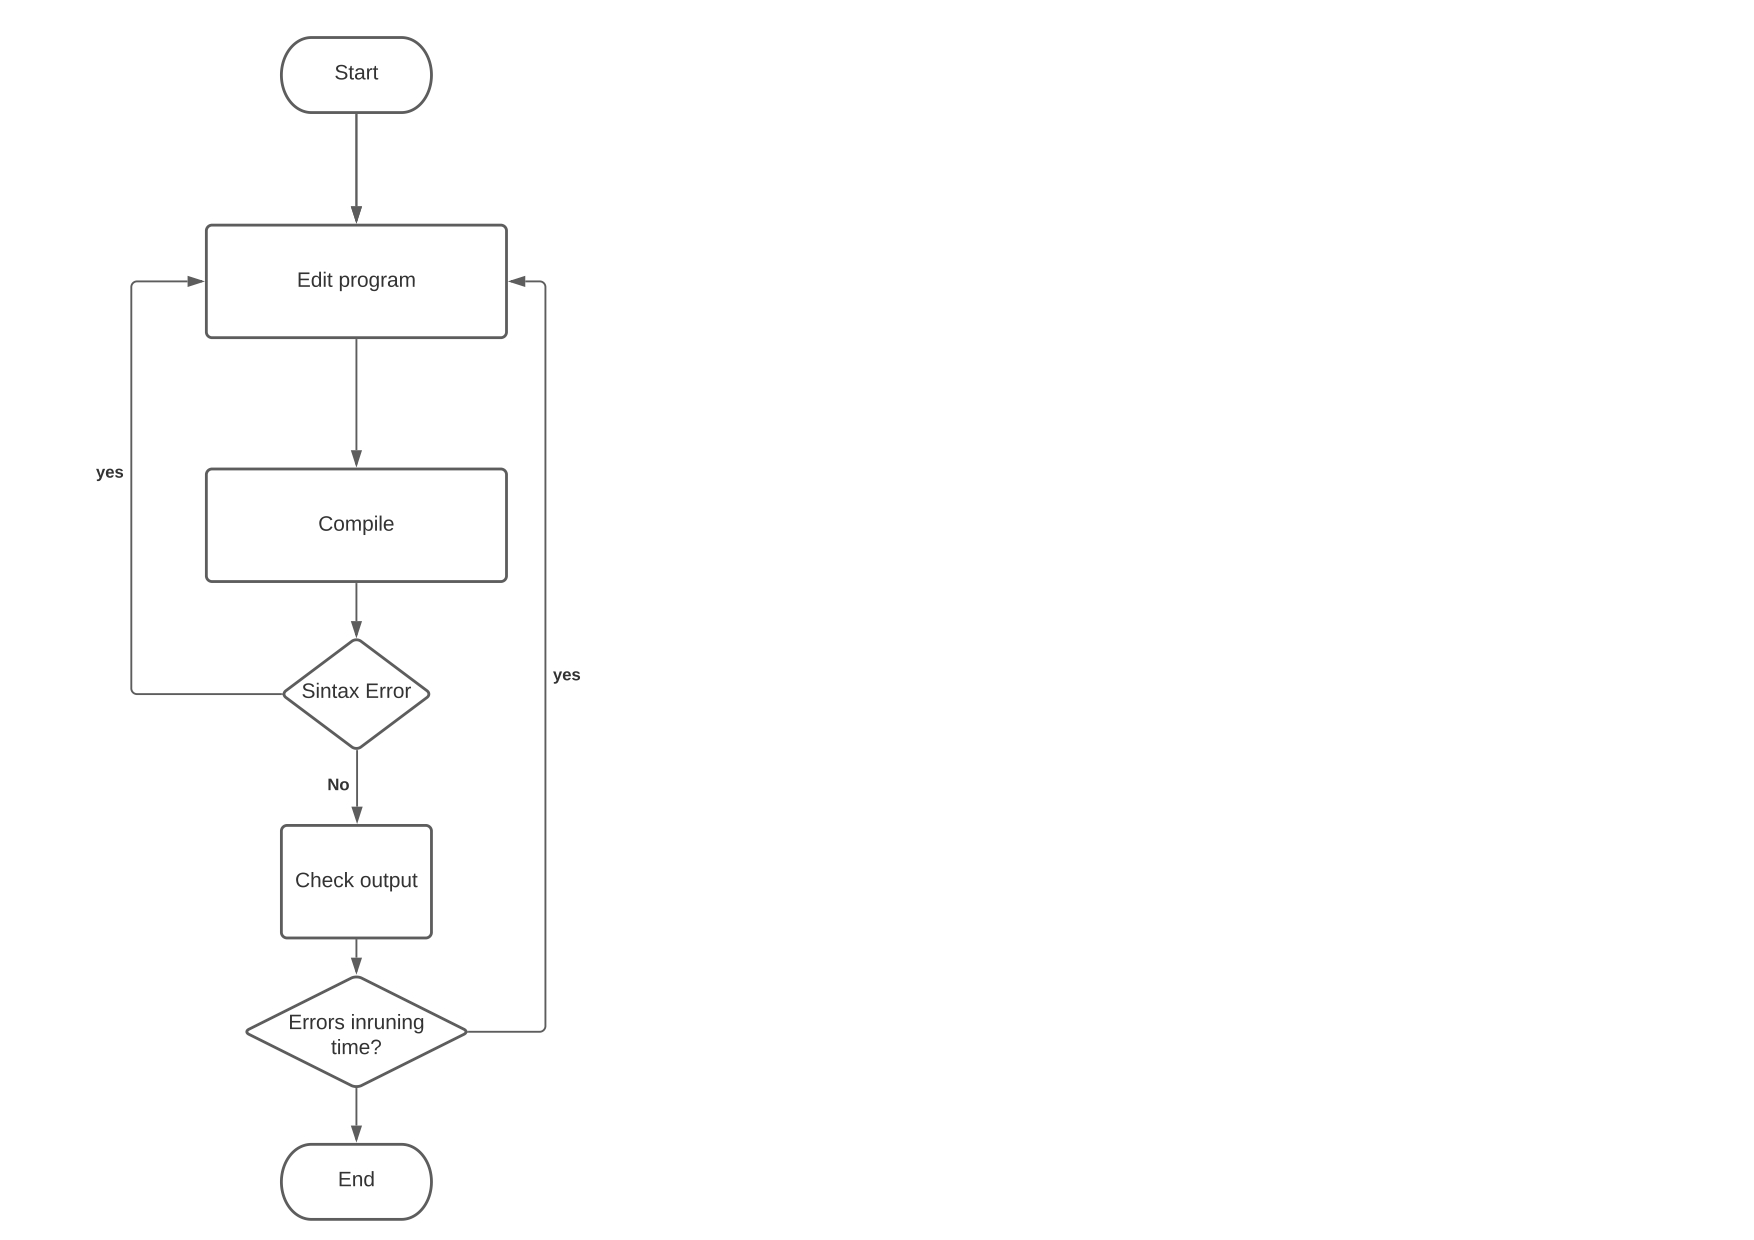 Start
Edit program
yes
Compile
yes
Sintax Error
No
Check output
Errors inruning
time?
End